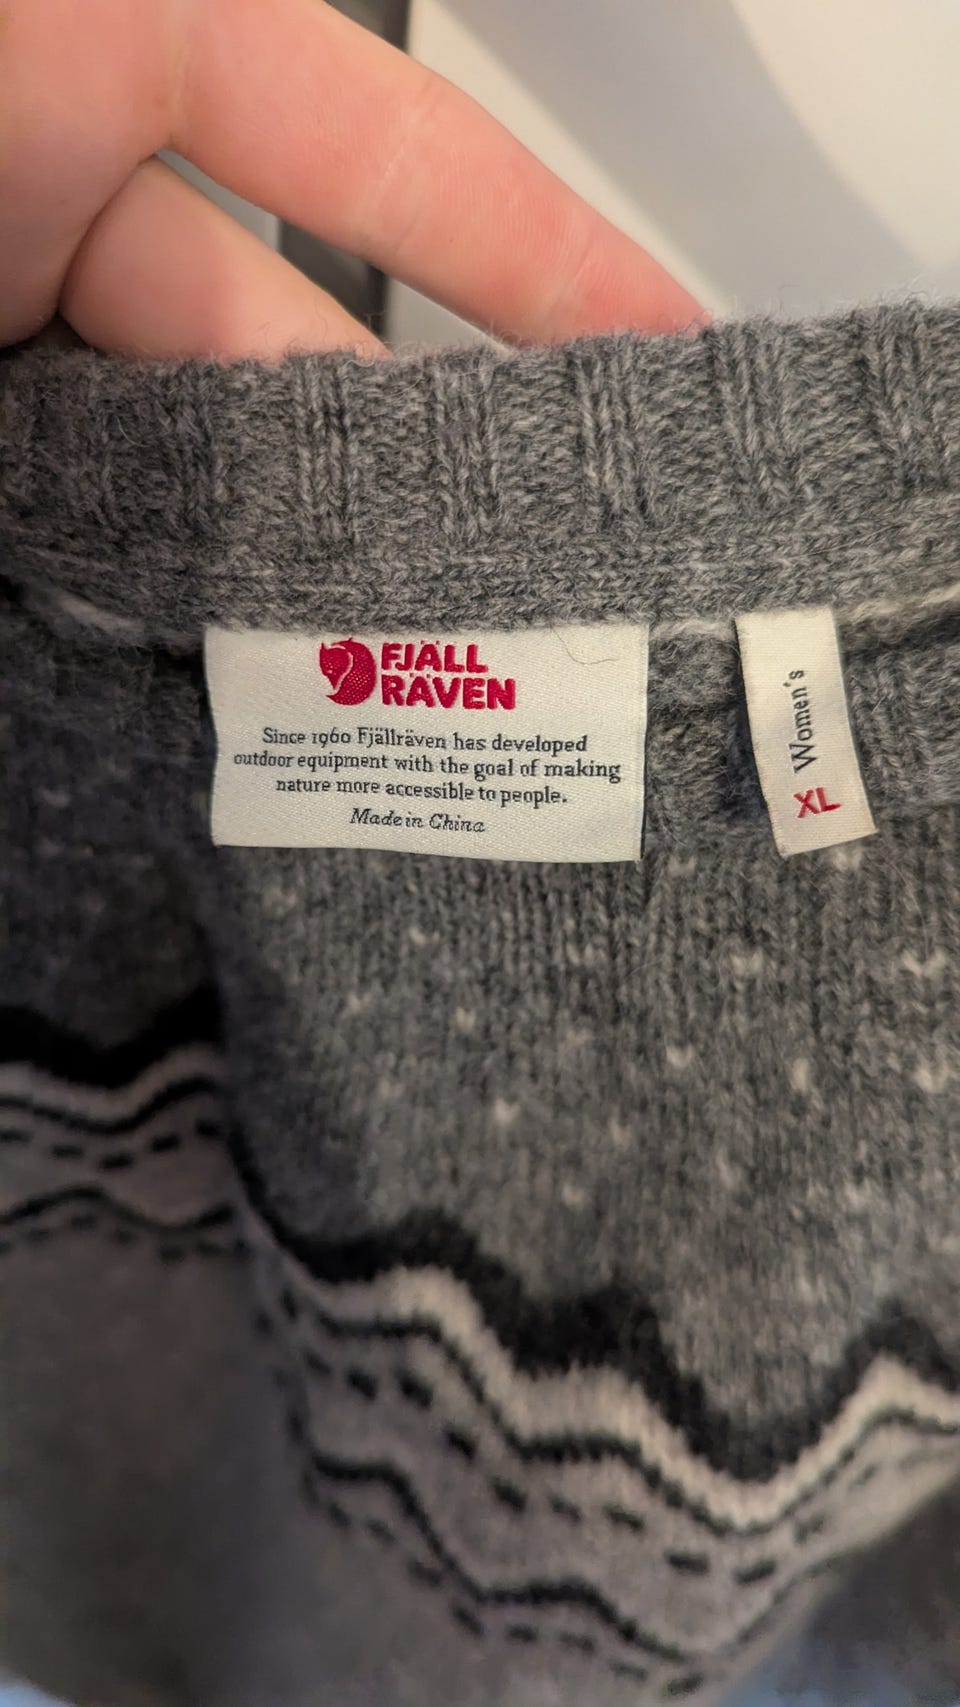 FJÄLL
RÄVEN
Since 1960 Fjällräven has developed
outdoor equipment with the goal of making
nature more accessible to people.
Made in China
Women's
XL